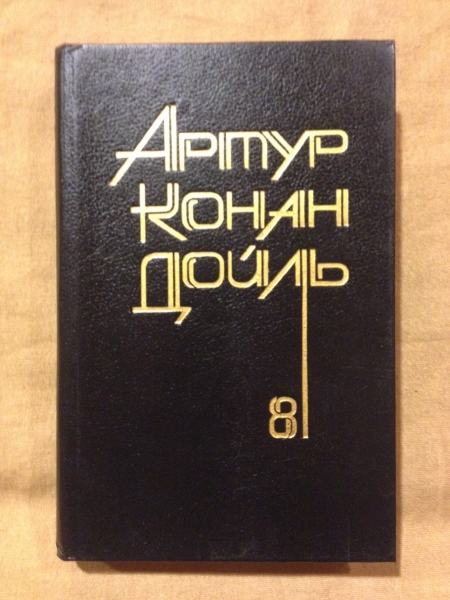 Артур
Конан
Дойль
8